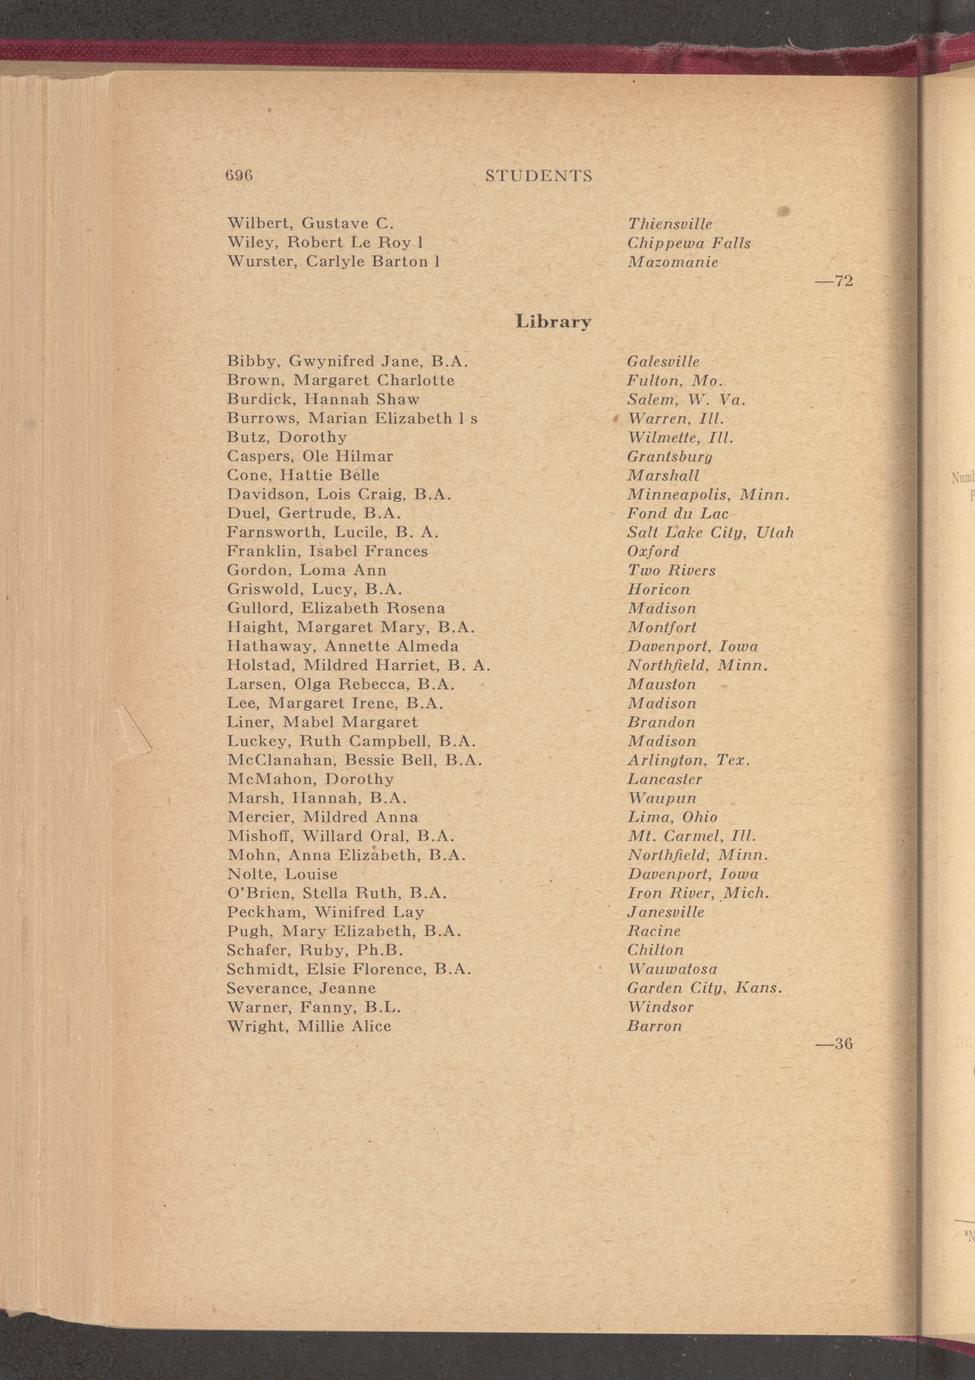 696 STUDENTS
Wilbert, Gustave C. Thiensville
Wiley, Robert Le Roy l Chippewa Falls
Wurster, Carlyle Barton l Mazomanie
—72
Library
Bibby, Gwynifred Jane, B.A. Galesville
Brown, Margaret Charlotte Fulton, Mo.
Burdick, Hannah Shaw Salem, W. Va.
Burrows, Marian Elizabeth l s Warren, Ill.
Butz, Dorothy Wilmette, Ill.
Caspers, Ole Hilmar Grantsburg
Cone, Hattie Belle Marshall
Davidson, Lois Craig, B.A. Minneapolis, Minn.
Duel, Gertrude, B.A. Fond du Lac
Farnsworth, Lucile, B. A. Salt Lake City, Utah
Franklin, Isabel Frances Oxford
Gordon, Loma Ann Two Rivers
Griswold, Lucy, B.A. Horicon
Gullord, Elizabeth Rosena Madison
Haight, Margaret Mary, B.A. Montfort
Hathaway, Annette Almeda Davenport, Iowa
Holstad, Mildred Harriet, B. A. Northfield, Minn.
Larsen, Olga Rebecca, B.A. Mauston
Lee, Margaret Irene, B.A. Madison
Liner, Mabel Margaret Brandon
Luckey, Ruth Campbell, B.A. Madison
McClanahan, Bessie Bell, B.A. Arlington, Tex.
McMahon, Dorothy Lancaster
Marsh, Hannah, B.A. Waupun
Mercier, Mildred Anna Lima, Ohio
Mishoff, Willard Oral, B.A. Mt. Carmel, Ill.
Mohn, Anna Elizabeth, B.A. Northfield, Minn.
Nolte, Louise Davenport, Iowa
O'Brien, Stella Ruth, B.A. Iron River, Mich.
Peckham, Winifred Lay Janesville
Pugh, Mary Elizabeth, B.A. Racine
Schafer, Ruby, Ph.B. Chilton
Schmidt, Elsie Florence, B.A. Wauwatosa
Severance, Jeanne Garden City, Kans.
Warner, Fanny, B.L. Windsor
Wright, Millie Alice Barron
—36